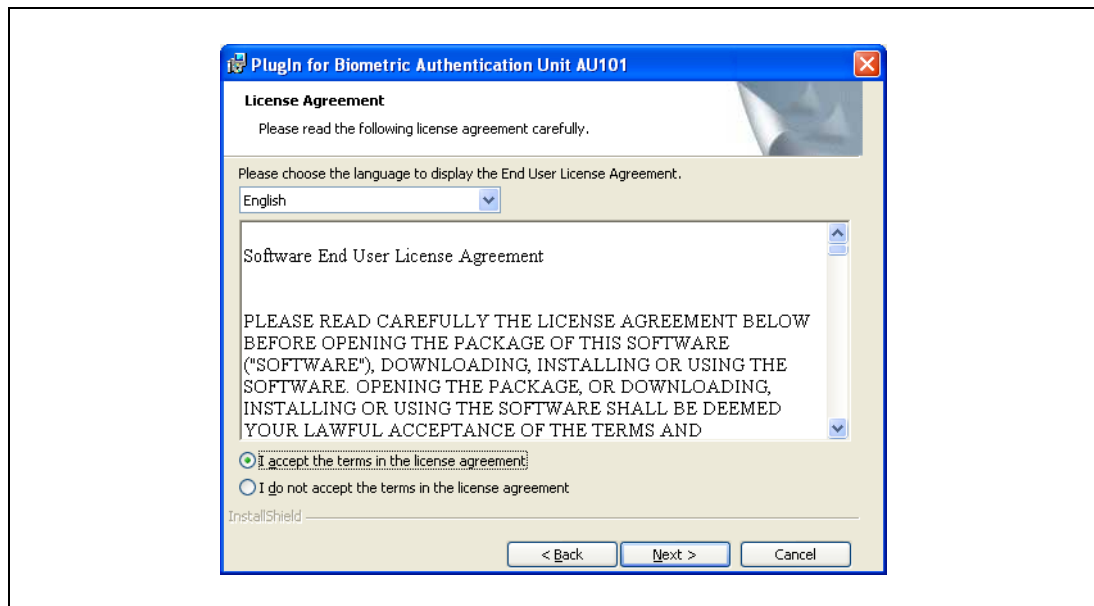 PlugIn for Biometric Authentication Unit AU101
License Agreement
Please read the following license agreement carefully.
Please choose the language to display the End User License Agreement.
English
Software End User License Agreement
PLEASE READ CAREFULLY THE LICENSE AGREEMENT BELOW
BEFORE OPENING THE PACKAGE OF THIS SOFTWARE
("SOFTWARE"), DOWNLOADING, INSTALLING OR USING THE
SOFTWARE. OPENING THE PACKAGE, OR DOWNLOADING,
INSTALLING OR USING THE SOFTWARE SHALL BE DEEMED
YOUR LAWFUL ACCEPTANCE OF THE TERMS AND
I accept the terms in the license agreement
I do not accept the terms in the license agreement
InstallShield
< Back Next > Cancel